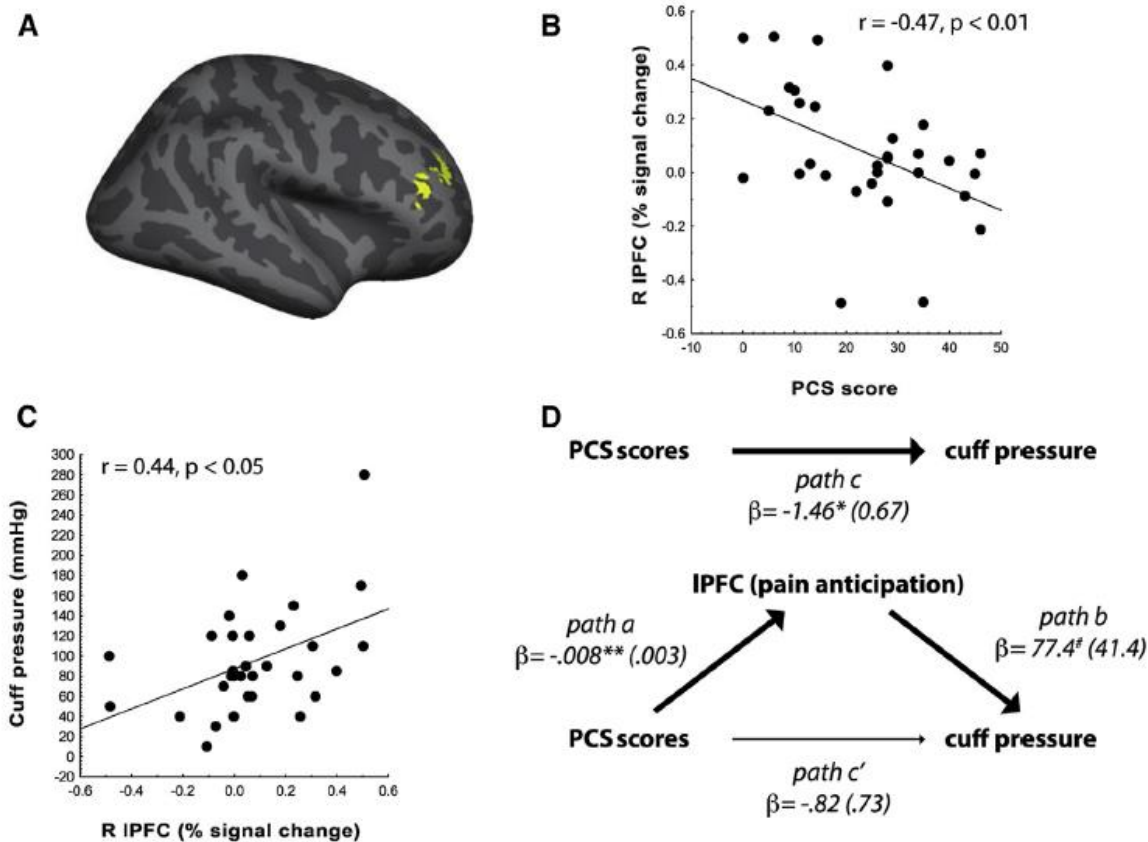 A
B
r = -0.47, p < 0.01
0.6
0.4
0.2
0.0
-0.2
-0.4
-0.6
R lPFC (% signal change)
-10 0 10 20 30 40 50
PCS score
C
r = 0.44, p < 0.05
300
280
260
240
220
200
180
160
140
120
100
80
60
40
20
0
-20
Cuff pressure (mmHg)
-0.6 -0.4 -0.2 0.0 0.2 0.4 0.6
R lPFC (% signal change)
D
PCS scores cuff pressure
path c
β= -1.46* (0.67)
lPFC (pain anticipation)
path a
β= -.008** (.003)
path b
β= 77.4# (41.4)
PCS scores cuff pressure
path c'
β= -.82 (.73)